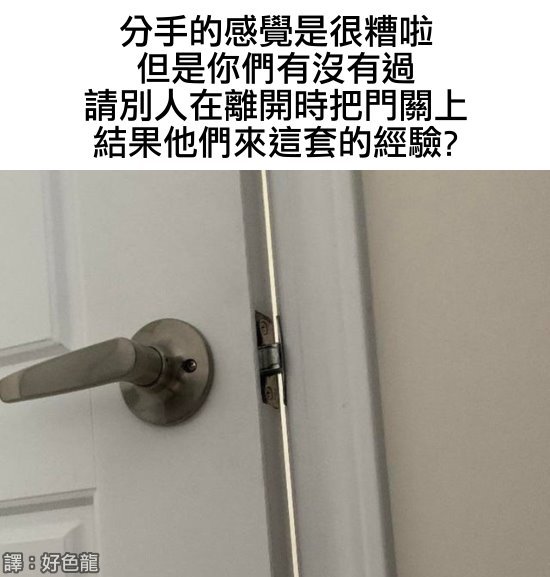 分手的感覺是很糟啦
但是你們有沒有過
請別人在離開時把門關上
結果他們來這套的經驗?
譯：好色龍